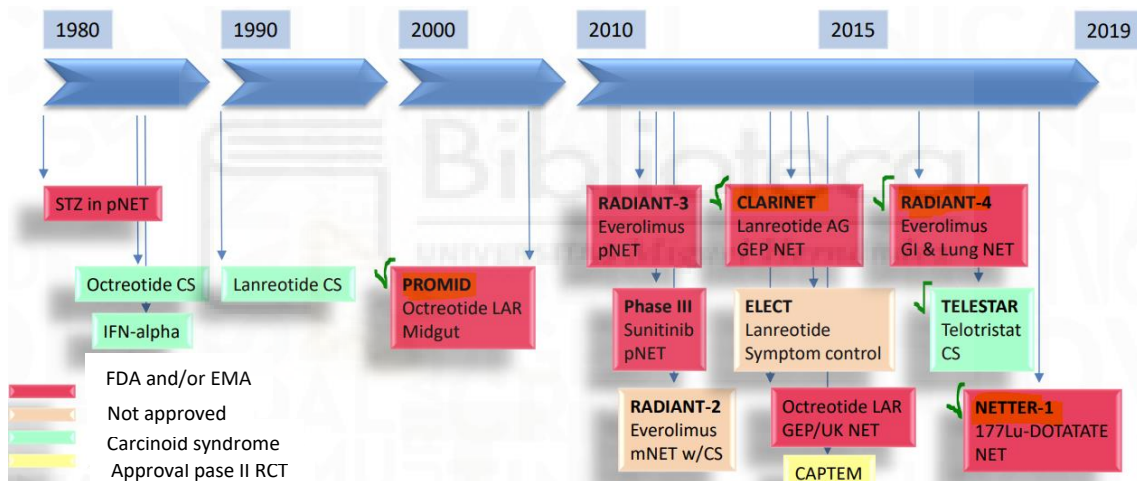 1980
1990
2000
2010
2015
2019
Biblioteca
STZ in pNET
Octreotide CS
IFN-alpha
Lanreotide CS
PROMID
Octreotide LAR
Midgut
RADIANT-3
Everolimus
pNET
Phase III
Sunitinib
pNET
RADIANT-2
Everolimus
mNET w/CS
CLARINET
Lanreotide AG
GEP NET
ELECT
Lanreotide
Symptom control
Octreotide LAR
GEP/UK NET
CAPTEM
RADIANT-4
Everolimus
GI & Lung NET
TELESTAR
Telotristat
CS
NETTER-1
177Lu-DOTATATE
NET
FDA and/or EMA
Not approved
Carcinoid syndrome
Approval pase II RCT